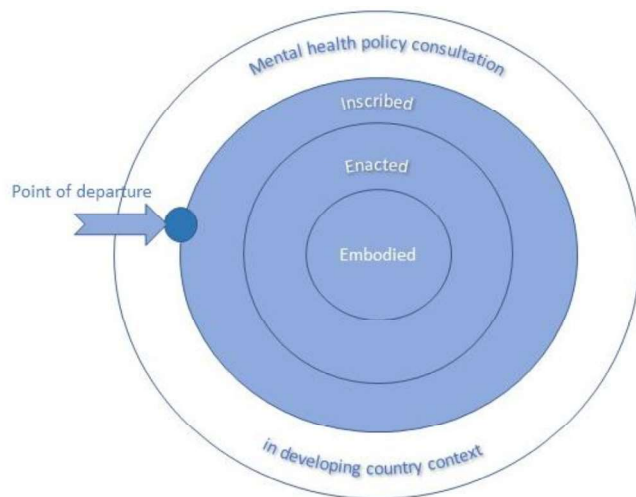 Mental health policy consultation
Inscribed
Enacted
Point of departure
Embodied
in developing country context